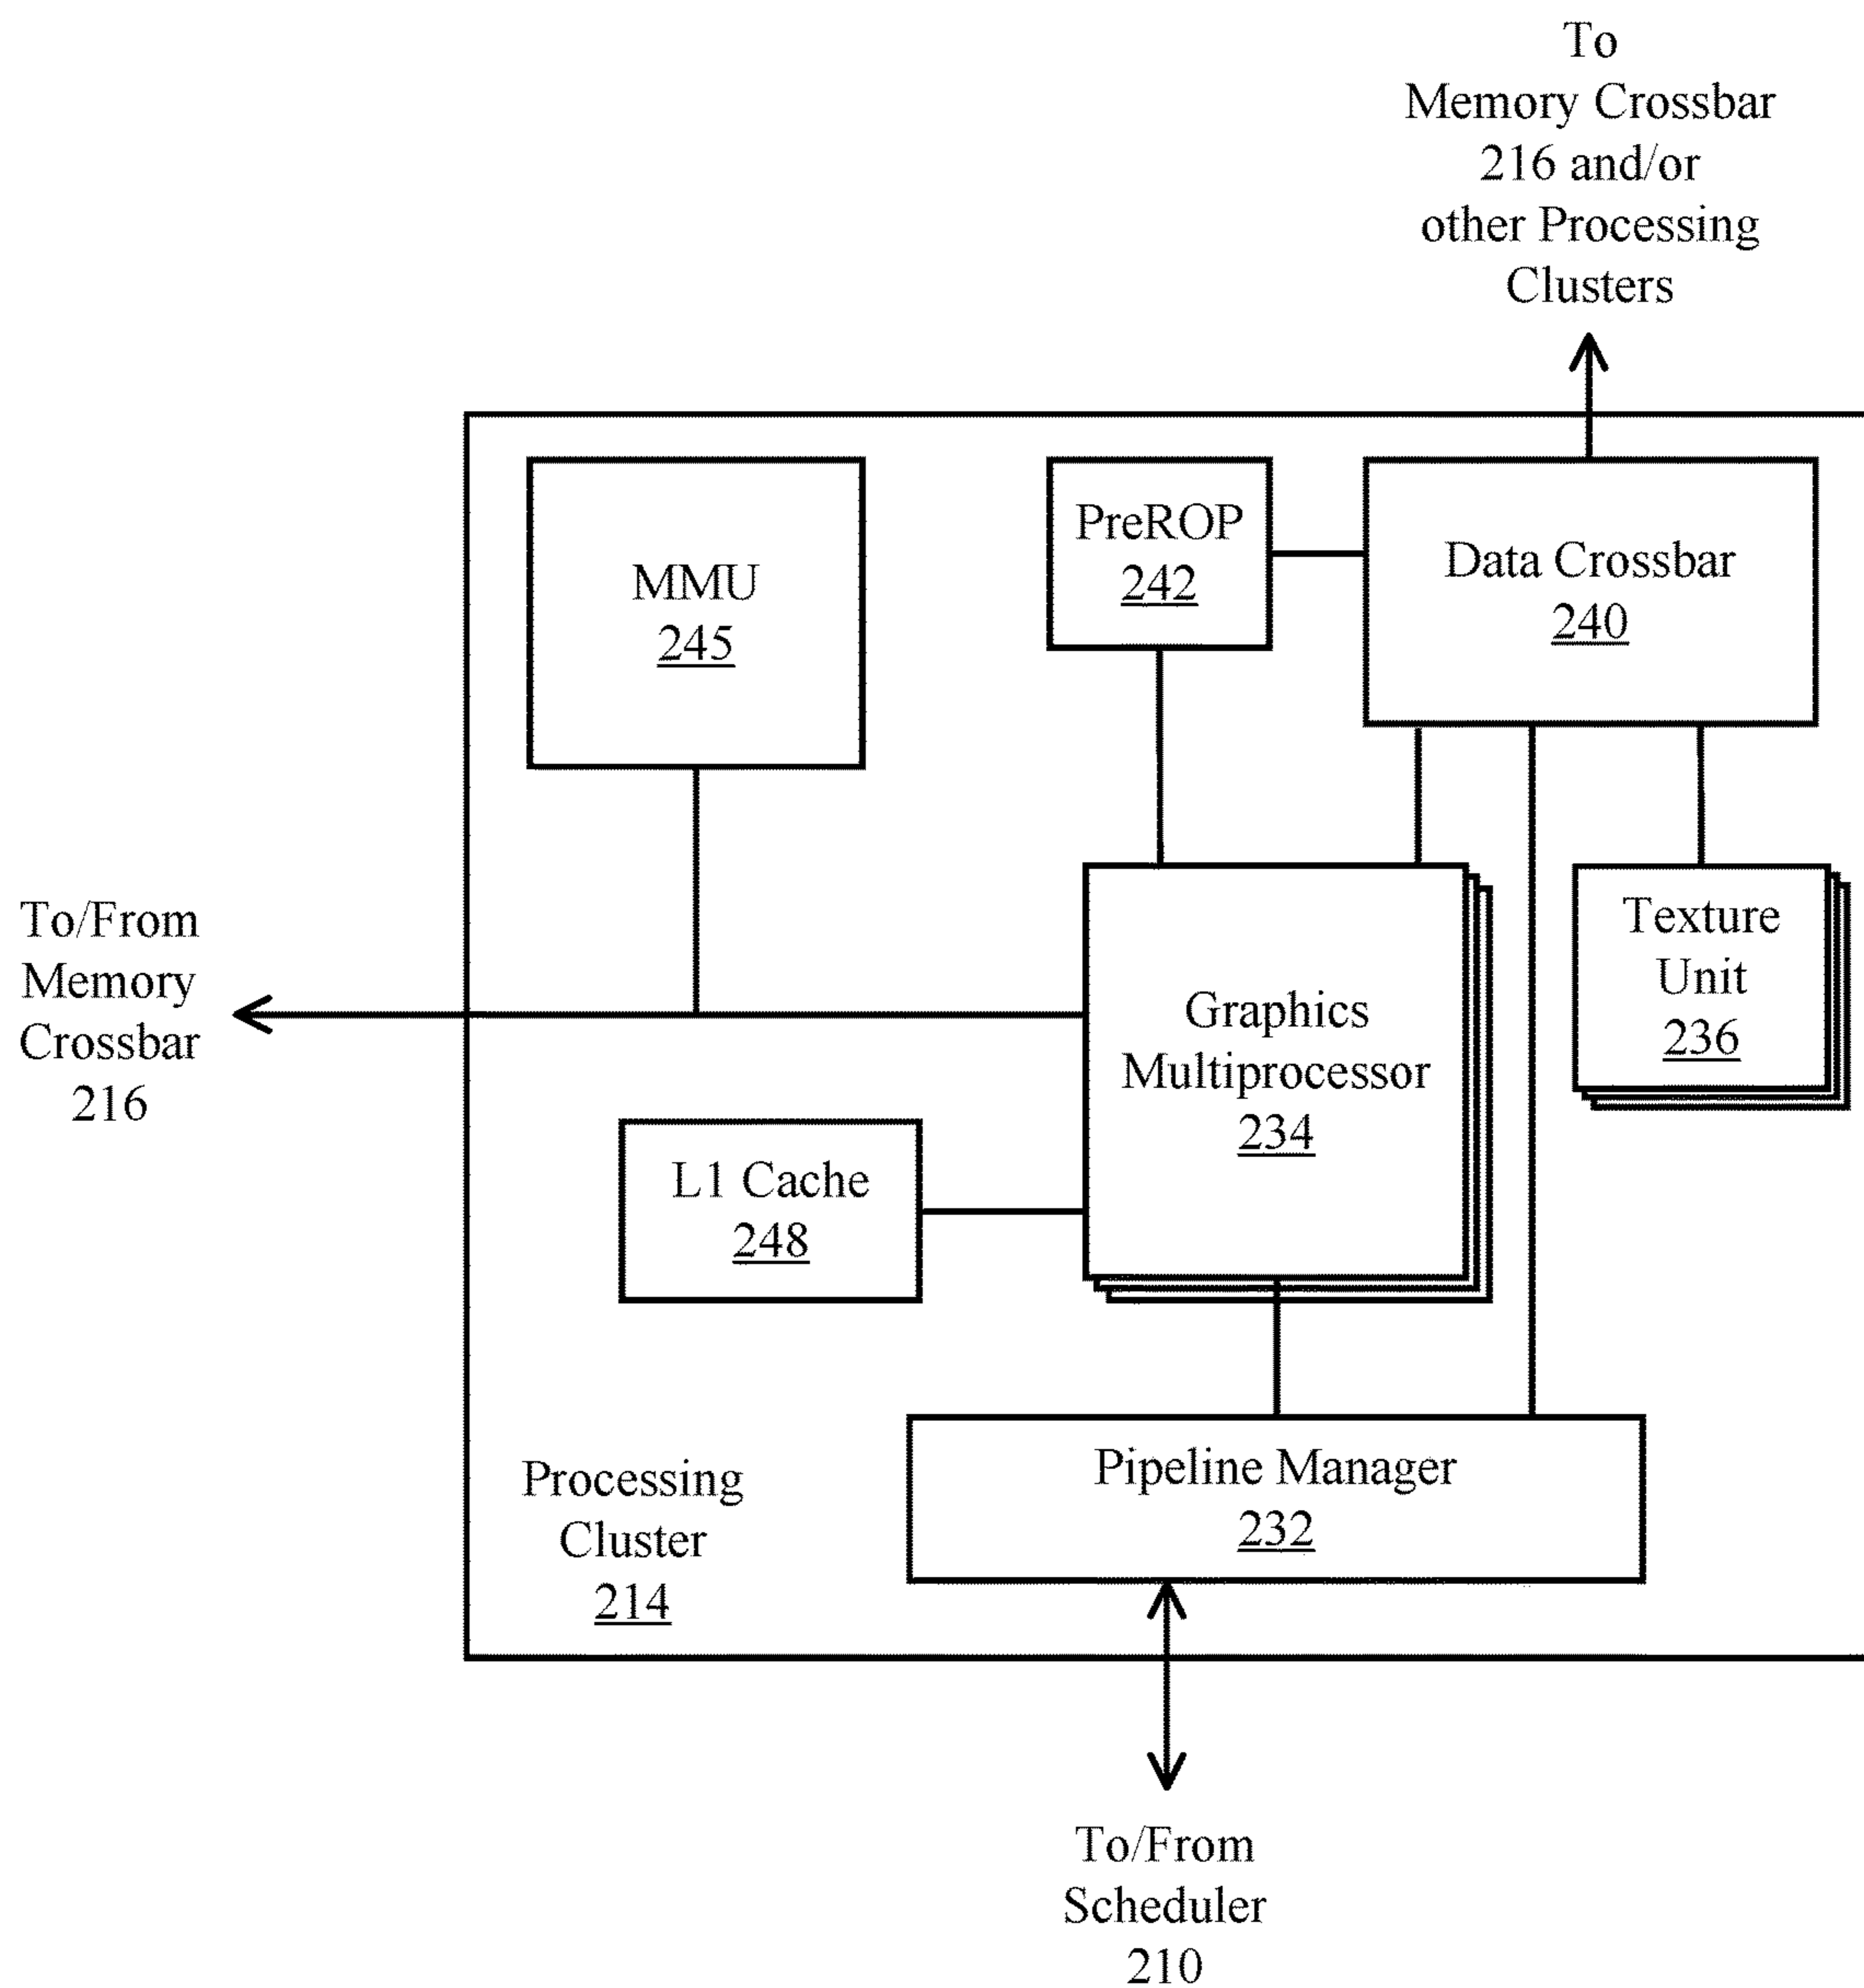 To
Memory Crossbar
216 and/or
other Processing
Clusters
MMU
245
PreROP
242
Data Crossbar
240
To/From
Memory
Crossbar
216
Graphics
Multiprocessor
234
Texture
Unit
236
L1 Cache
248
Processing
Cluster
214
Pipeline Manager
232
To/From
Scheduler
210